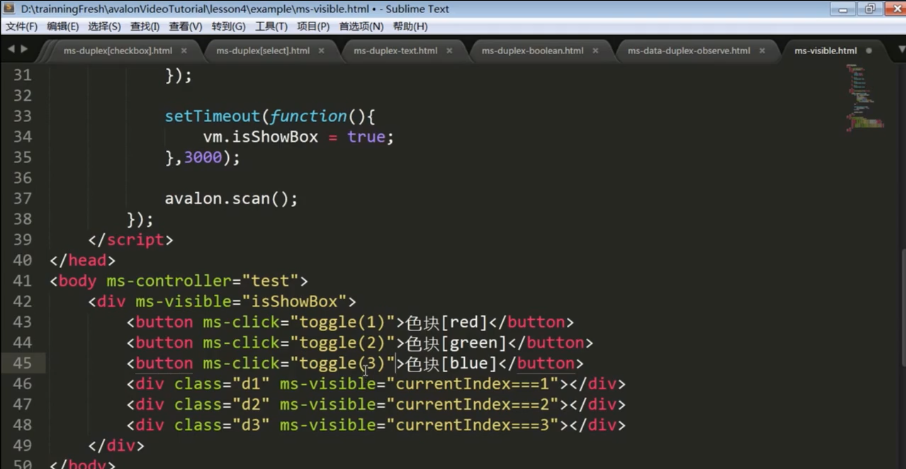 D:\trainningFresh\avalonVideoTutorial\lesson4\example\ms-visible.html • - Sublime Text
文件(F) 编辑(E) 选择(S) 查找(I) 查看(V) 转到(G) 工具(T) 项目(P) 首选项(N) 帮助(H)
ms-duplex[checkbox].html × ms-duplex[select].html × ms-duplex-text.html × ms-duplex-boolean.html × ms-data-duplex-observe.html × ms-visible.html
31 });
32
33 setTimeout(function(){
34 vm.isShowBox = true;
35 },3000);
36
37 avalon.scan();
38 });
39 </script>
40 </head>
41 <body ms-controller="test">
42 <div ms-visible="isShowBox">
43 <button ms-click="toggle(1)">色块[red]</button>
44 <button ms-click="toggle(2)">色块[green]</button>
45 <button ms-click="toggle(3)">色块[blue]</button>
46 <div class="d1" ms-visible="currentIndex===1"></div>
47 <div class="d2" ms-visible="currentIndex===2"></div>
48 <div class="d3" ms-visible="currentIndex===3"></div>
49 </div>
50 </body>